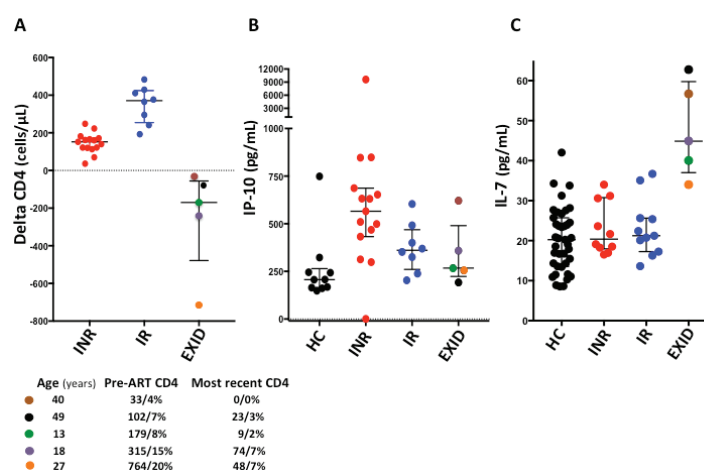 A
B
C
Delta CD4 (cells/µL)
600
400
200
0
-200
-400
-600
-800
INR
IR
EXID
IP-10 (pg/mL)
12000
9000
6000
3000
1000
750
500
250
0
HC
INR
IR
EXID
IL-7 (pg/mL)
60
40
20
0
HC
INR
IR
EXID
Age (years) Pre-ART CD4 Most recent CD4
40 33/4% 0/0%
49 102/7% 23/3%
13 179/8% 9/2%
18 315/15% 74/7%
27 764/20% 48/7%